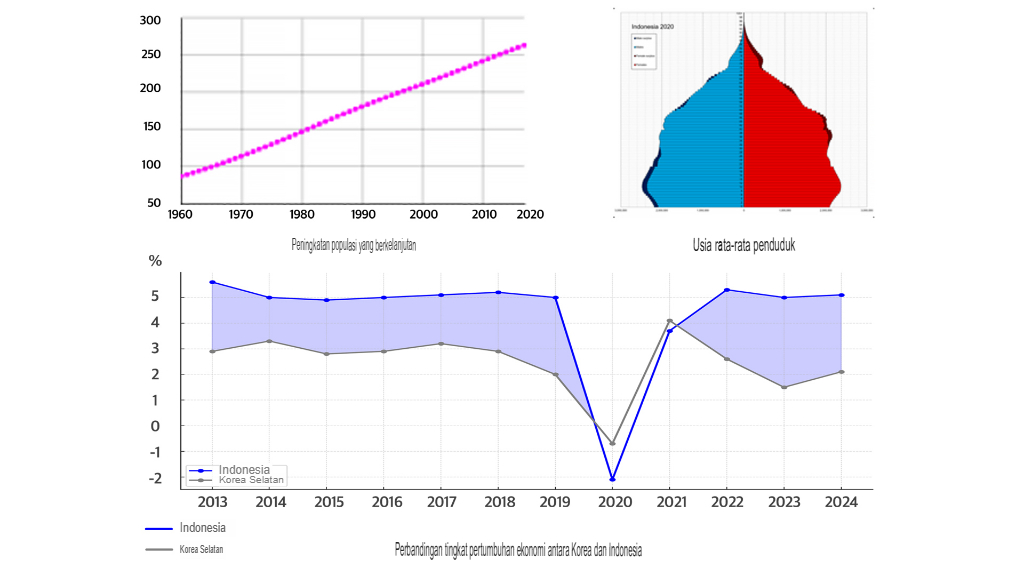 300
250
200
150
100
50
1960 1970 1980 1990 2000 2010 2020
Peningkatan populasi yang berkelanjutan
Indonesia 2020
Usia rata-rata penduduk
%
5
4
3
2
1
0
-1
-2
Indonesia
Korea Selatan
2013 2014 2015 2016 2017 2018 2019 2020 2021 2022 2023 2024
Indonesia
Korea Selatan
Perbandingan tingkat pertumbuhan ekonomi antara Korea dan Indonesia